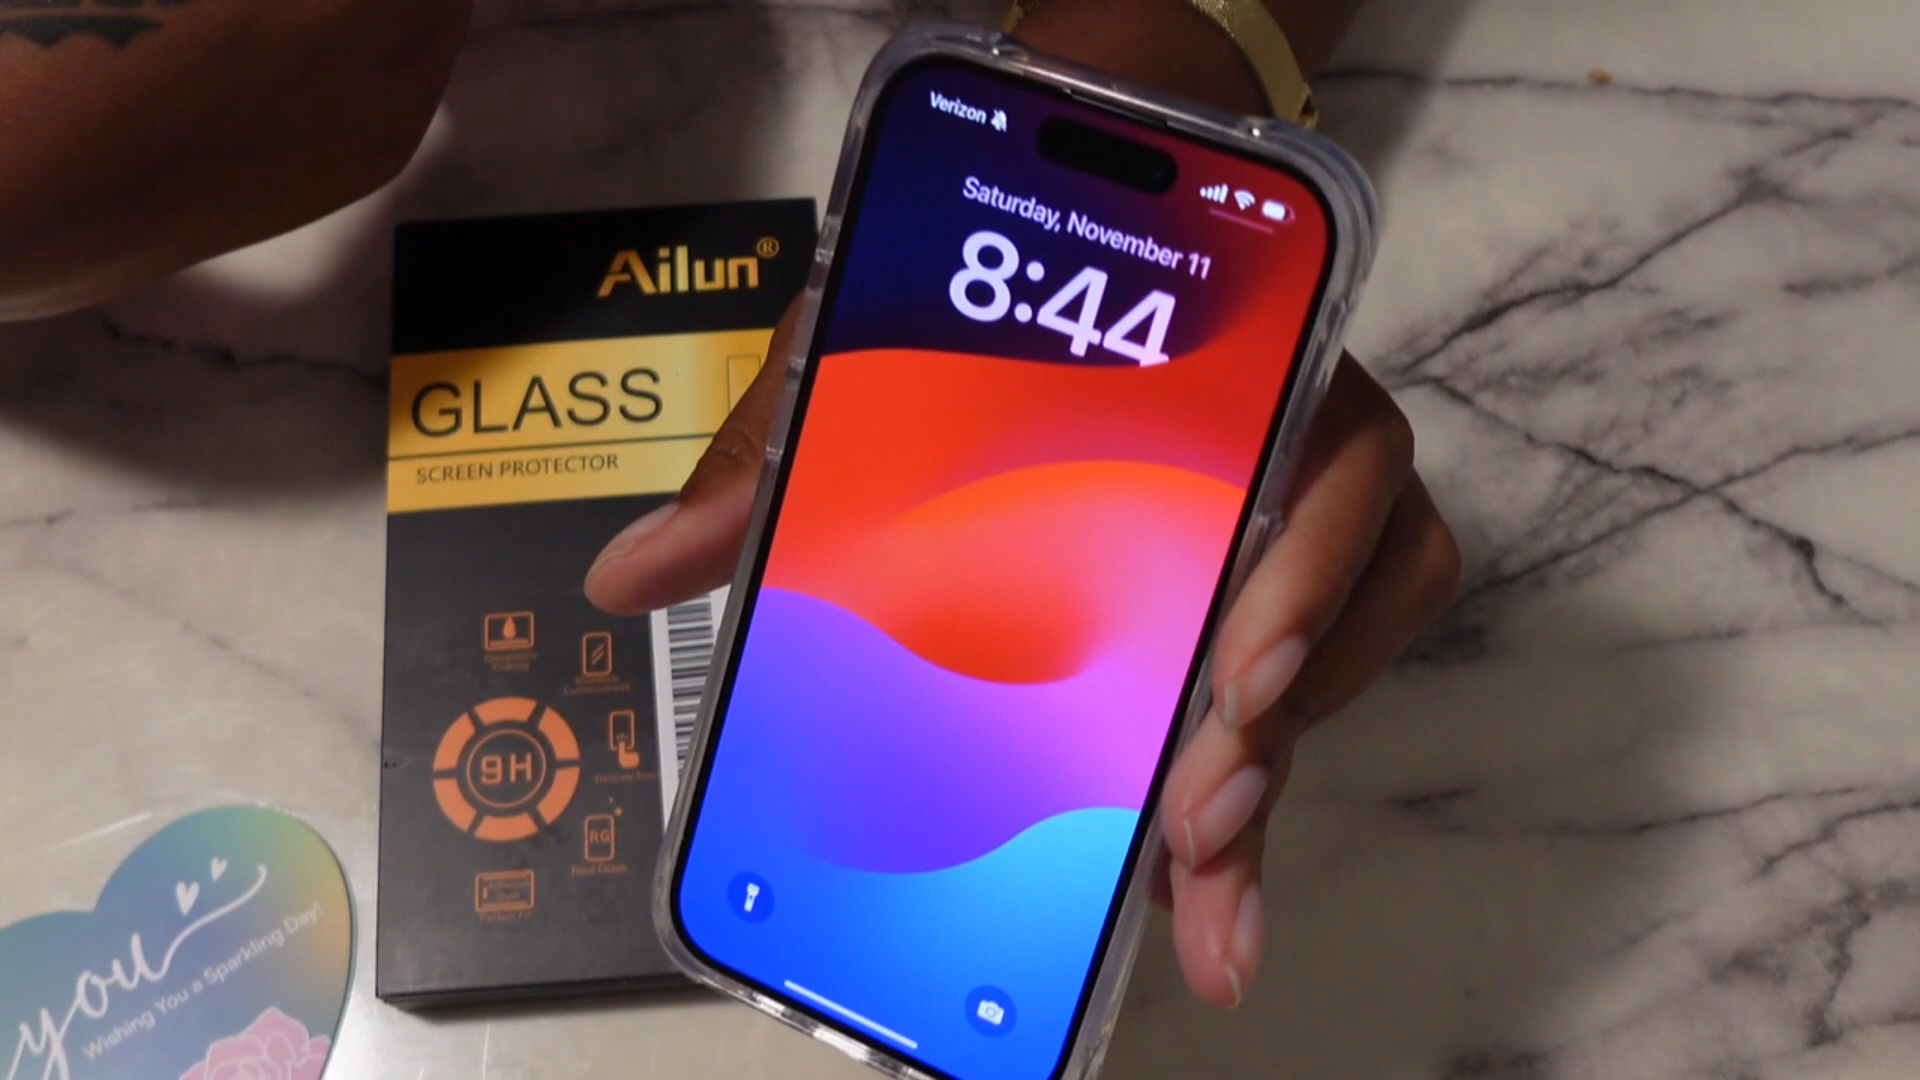 Verizon
Saturday, November 11
8:44
Ailun®
GLASS
SCREEN PROTECTOR
9H
RG
Real Glass
you
Wishing You a Sparkling Day!